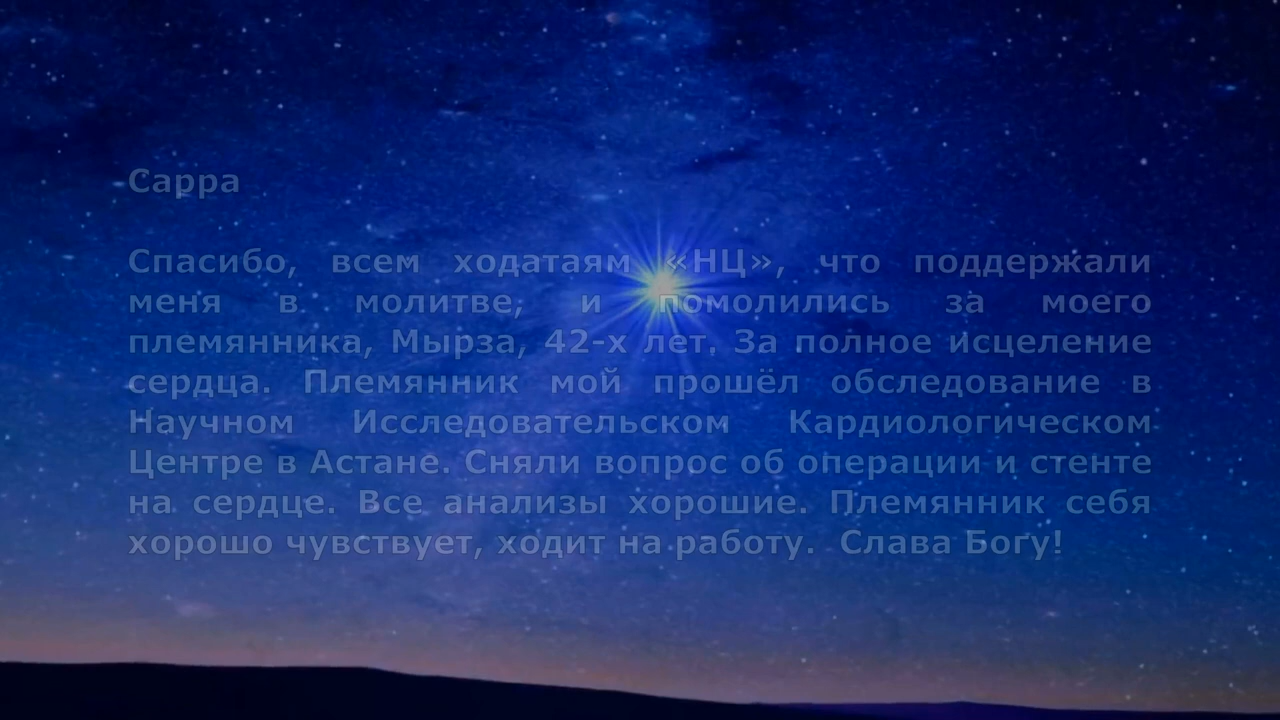 Сарра
Спасибо, всем ходатаям «НЦ», что поддержали
меня в молитве, и помолились за моего
племянника, Мырза, 42-х лет. За полное исцеление
сердца. Племянник мой прошёл обследование в
Научном Исследовательском Кардиологическом
Центре в Астане. Сняли вопрос об операции и стенте
на сердце. Все анализы хорошие. Племянник себя
хорошо чувствует, ходит на работу. Слава Богу!